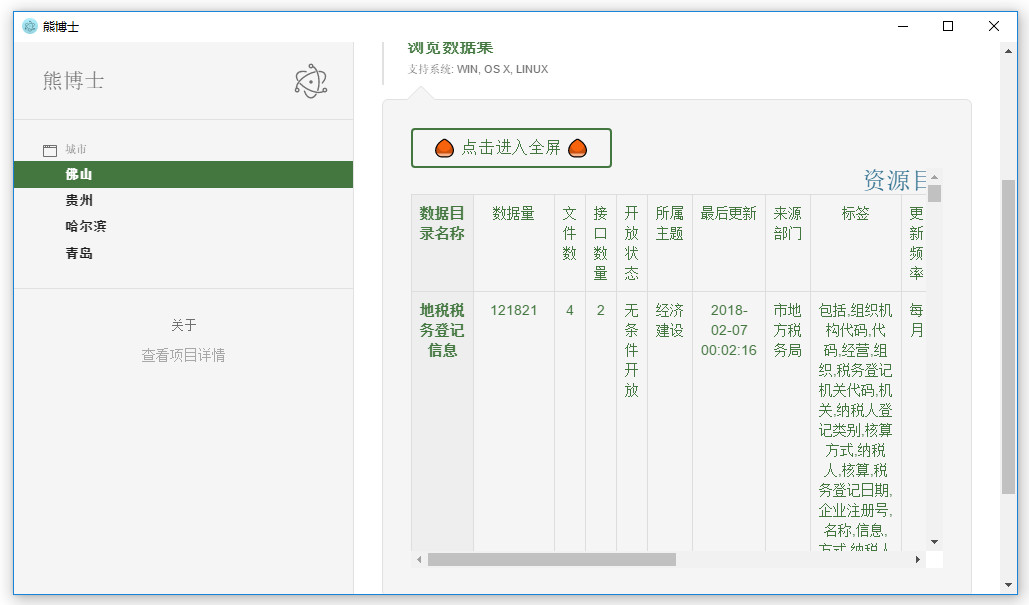 熊博士
熊博士
城市
佛山
贵州
哈尔滨
青岛
关于
查看项目详情
浏览数据集
支持系统: WIN, OS X, LINUX
点击进入全屏
资源目
数据目
录名称
数据量
文
件
数
接
口
数
量
开
放
状
态
所属
主题
最后更新
来源
部门
标签
更
新
频
率
地税税
务登记
信息
121821
4
2
无
条
件
开
放
经济
建设
2018-
02-07
00:02:16
市地
方税
务局
包括,组织机
构代码,代
码,经营,组
织,税务登记
机关代码,机
关,纳税人登
记类别,核算
方式,纳税
人,核算,税
务登记日期,
企业注册号,
名称,信息,
方式,纳税人
每
月